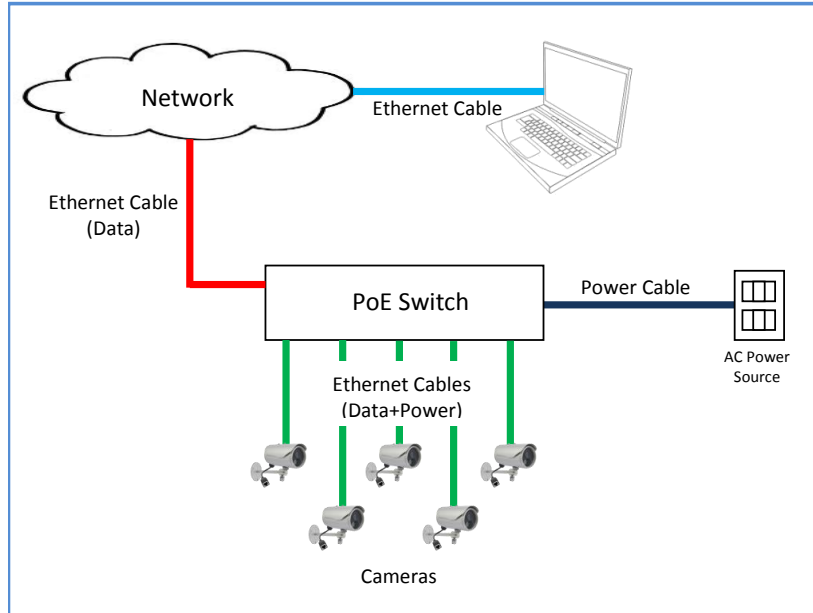 Network
Ethernet Cable
Ethernet Cable
(Data)
PoE Switch
Power Cable
AC Power
Source
Ethernet Cables
(Data+Power)
Cameras